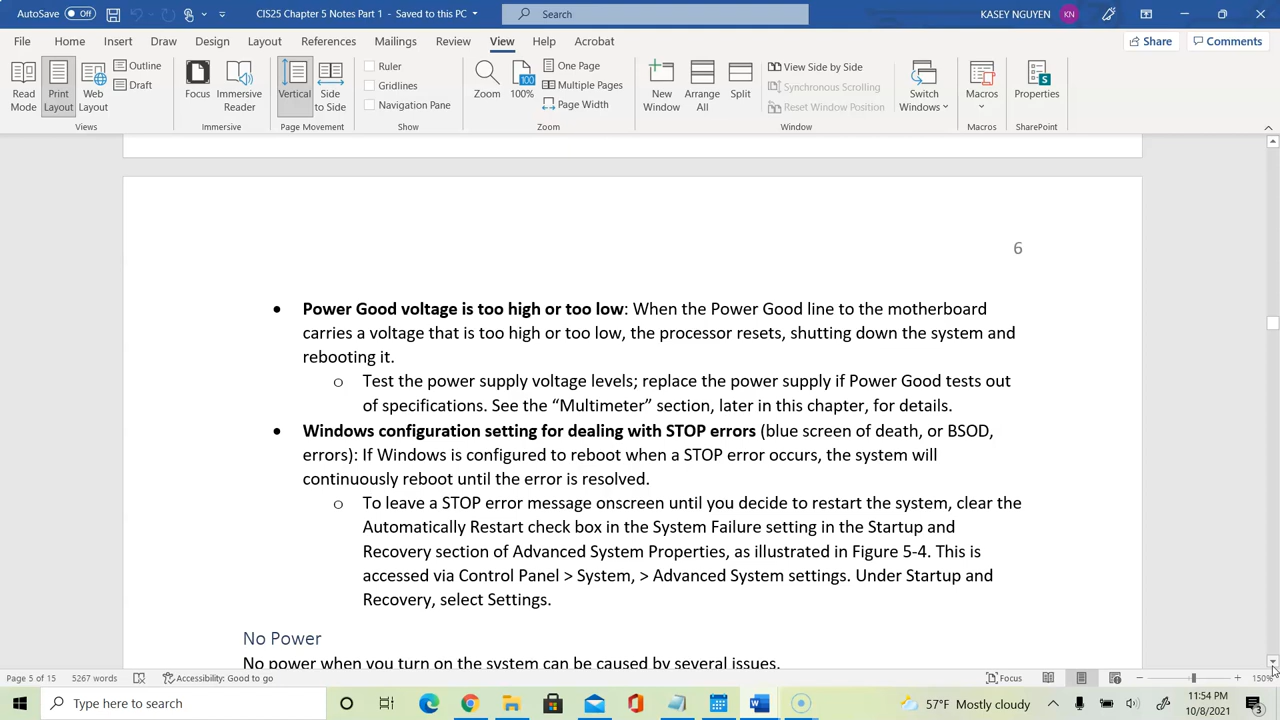 AutoSave Off
CIS25 Chapter 5 Notes Part 1 - Saved to this PC
Search
KASEY NGUYEN KN
File Home Insert Draw Design Layout References Mailings Review View Help Acrobat Share Comments
Read Mode
Print Layout
Web Layout
Outline
Draft
Views
Focus
Immersive Reader
Immersive
Vertical
Side to Side
Page Movement
Ruler
Gridlines
Navigation Pane
Show
Zoom
100
100%
One Page
Multiple Pages
Page Width
Zoom
New Window
Arrange All
Split
View Side by Side
Synchronous Scrolling
Reset Window Position
Window
Switch Windows
Macros
Macros
Properties
SharePoint
6
• Power Good voltage is too high or too low: When the Power Good line to the motherboard
carries a voltage that is too high or too low, the processor resets, shutting down the system and
rebooting it.
o Test the power supply voltage levels; replace the power supply if Power Good tests out
of specifications. See the “Multimeter” section, later in this chapter, for details.
• Windows configuration setting for dealing with STOP errors (blue screen of death, or BSOD,
errors): If Windows is configured to reboot when a STOP error occurs, the system will
continuously reboot until the error is resolved.
o To leave a STOP error message onscreen until you decide to restart the system, clear the
Automatically Restart check box in the System Failure setting in the Startup and
Recovery section of Advanced System Properties, as illustrated in Figure 5-4. This is
accessed via Control Panel > System, > Advanced System settings. Under Startup and
Recovery, select Settings.
No Power
No power when you turn on the system can be caused by several issues.
Page 5 of 15 5267 words Accessibility: Good to go Focus 150%
Type here to search
57°F Mostly cloudy
11:54 PM
10/8/2021
3